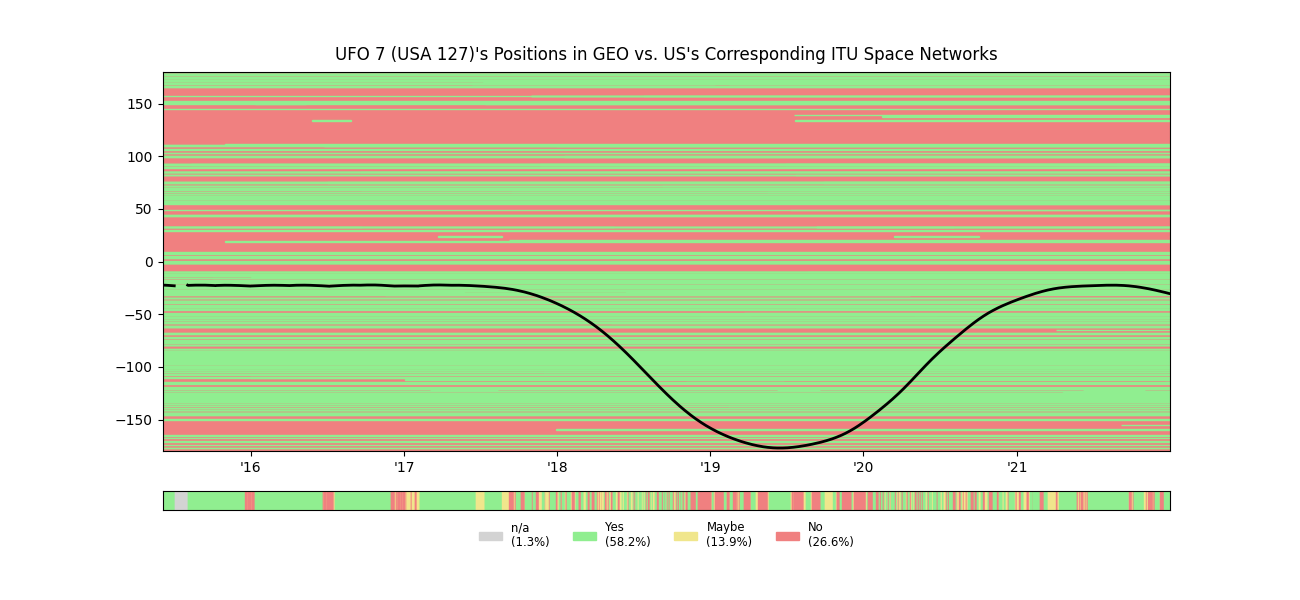 UFO 7 (USA 127)'s Positions in GEO vs. US's Corresponding ITU Space Networks
150
100
50
0
−50
−100
−150
'16 '17 '18 '19 '20 '21
n/a Yes Maybe No
(1.3%) (58.2%) (13.9%) (26.6%)